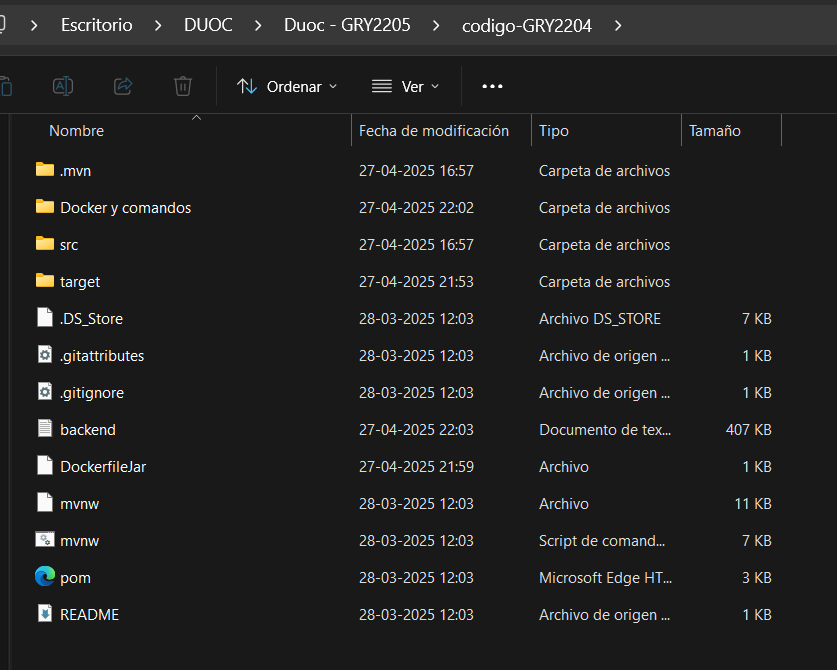 Escritorio > DUOC > Duoc - GRY2205 > codigo-GRY2204 >
Ordenar Ver ...
Nombre Fecha de modificación Tipo Tamaño
.mvn 27-04-2025 16:57 Carpeta de archivos
Docker y comandos 27-04-2025 22:02 Carpeta de archivos
src 27-04-2025 16:57 Carpeta de archivos
target 27-04-2025 21:53 Carpeta de archivos
.DS_Store 28-03-2025 12:03 Archivo DS_STORE 7 KB
.gitattributes 28-03-2025 12:03 Archivo de origen ... 1 KB
.gitignore 28-03-2025 12:03 Archivo de origen ... 1 KB
backend 27-04-2025 22:03 Documento de tex... 407 KB
DockerfileJar 27-04-2025 21:59 Archivo 1 KB
mvnw 28-03-2025 12:03 Archivo 11 KB
mvnw 28-03-2025 12:03 Script de comand... 7 KB
pom 28-03-2025 12:03 Microsoft Edge HT... 3 KB
README 28-03-2025 12:03 Archivo de origen ... 1 KB